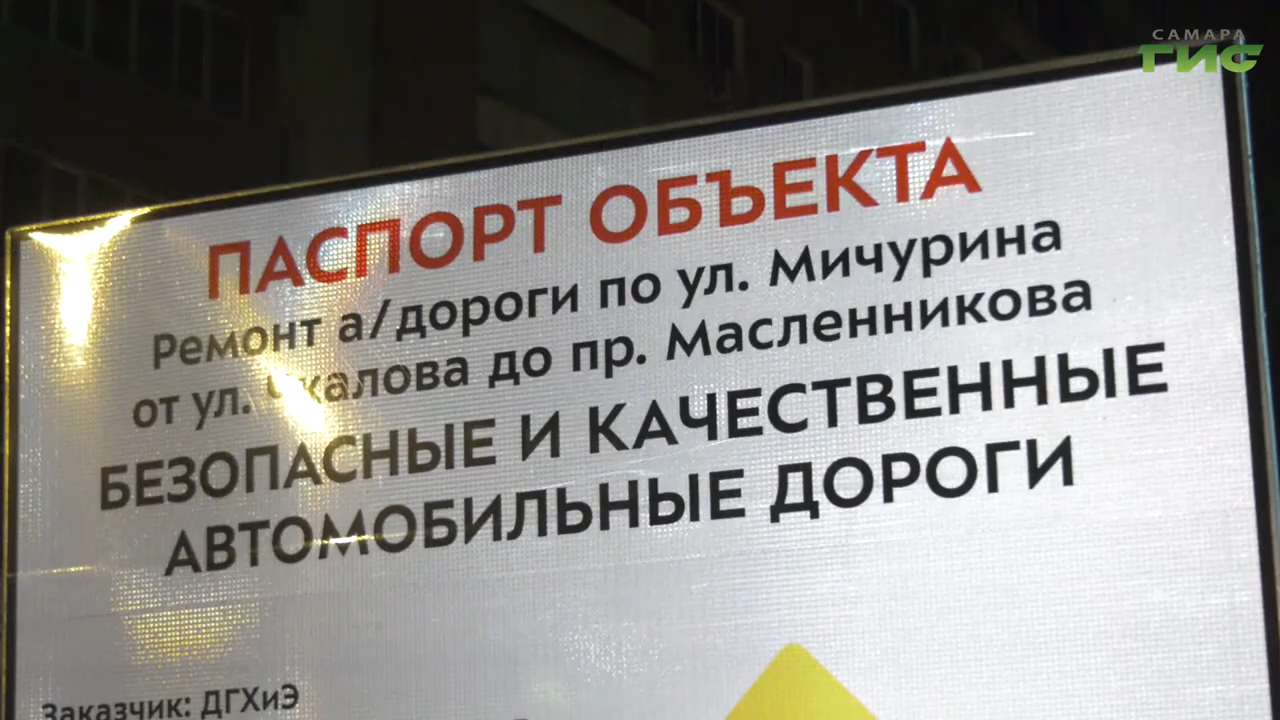 САМАРА
ГИС
ПАСПОРТ ОБЪЕКТА
Ремонт а/дороги по ул. Мичурина
от ул. Чкалова до пр. Масленникова
БЕЗОПАСНЫЕ И КАЧЕСТВЕННЫЕ
АВТОМОБИЛЬНЫЕ ДОРОГИ
Заказчик: ДГХиЭ